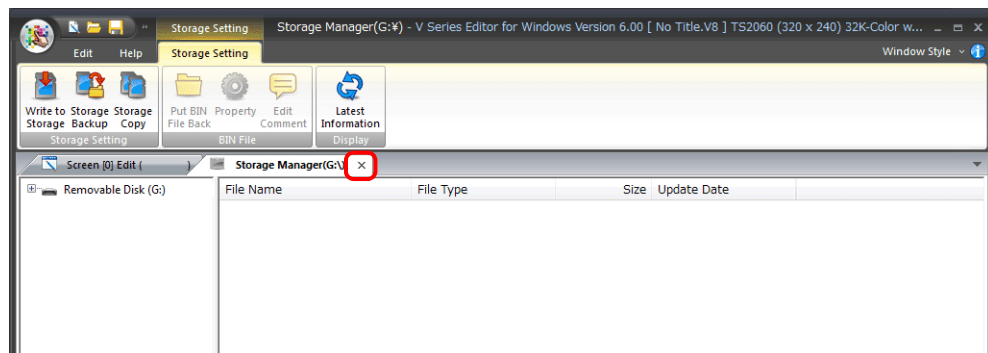 Storage Setting Storage Manager(G:¥) - V Series Editor for Windows Version 6.00 [ No Title.V8 ] TS2060 (320 x 240) 32K-Color w...
Edit Help Storage Setting Window Style
Write to Storage Storage Put BIN Property Edit Latest
Storage Backup Copy File Back Comment Information
Storage Setting BIN File Display
Screen [0] Edit ( ) Storage Manager(G:\)
Removable Disk (G:) File Name File Type Size Update Date